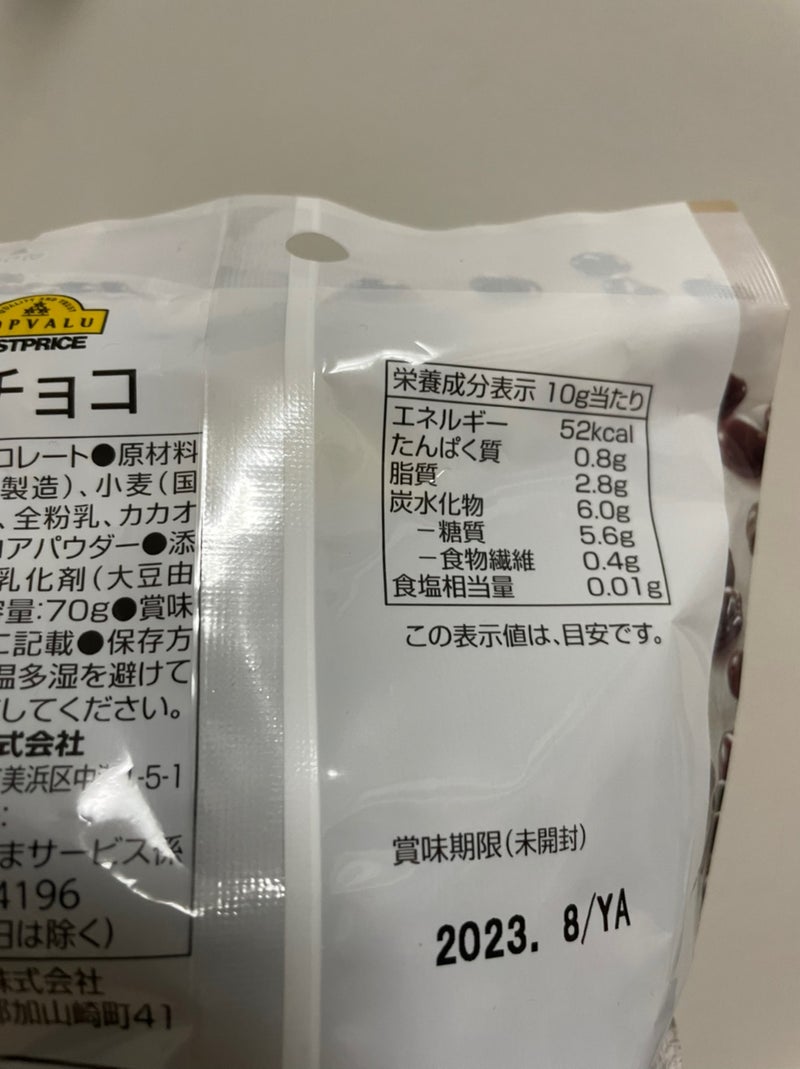 OPVALU
STPRICE
チョコ
コレート●原材料
製造)、小麦(国
、全粉乳、カカオ
アパウダー●添
乳化剤(大豆由
量:70g●賞味
に記載●保存方
温多湿を避けて
してください。
式会社
美浜区中 -5-1
まサービス係
4196
日は除く)
株式会社
加山崎町41
栄養成分表示 10g当たり
エネルギー 52kcal
たんぱく質 0.8g
脂質 2.8g
炭水化物 6.0g
-糖質 5.6g
-食物繊維 0.4g
食塩相当量 0.01g
この表示値は、目安です。
賞味期限(未開封)
2023. 8/YA